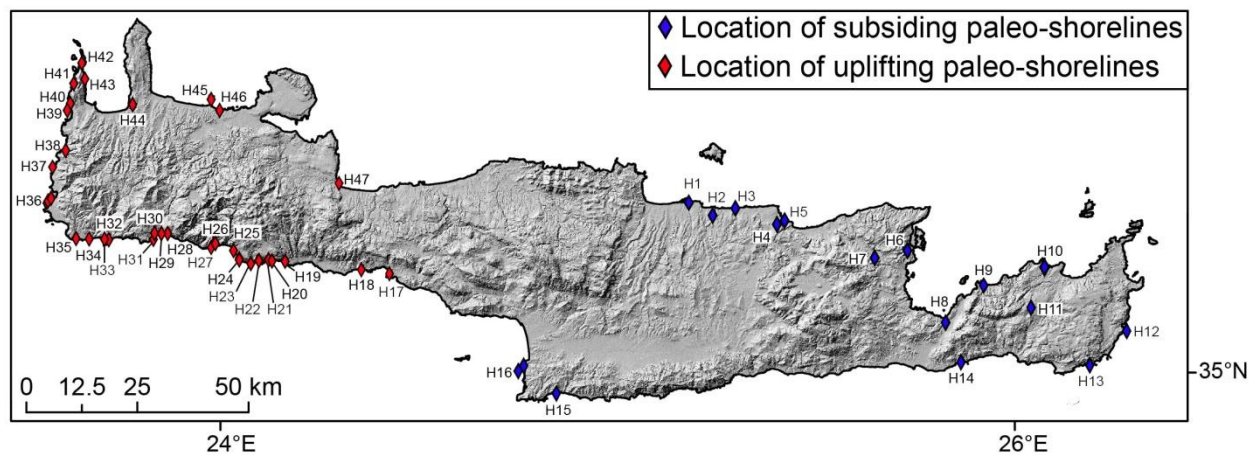 Location of subsiding paleo-shorelines
Location of uplifting paleo-shorelines
H42
H41
H43
H40
H39
H44
H45
H46
H38
H37
H47
H36
H1
H2
H3
H5
H4
H6
H7
H32
H30
H26
H25
H35
H34
H33
H31
H29
H28
H27
H24
H23
H22
H21
H20
H19
H18
H17
H10
H9
H11
H8
H12
H16
H14
H13
H15
0 12.5 25 50 km
35°N
24°E 26°E